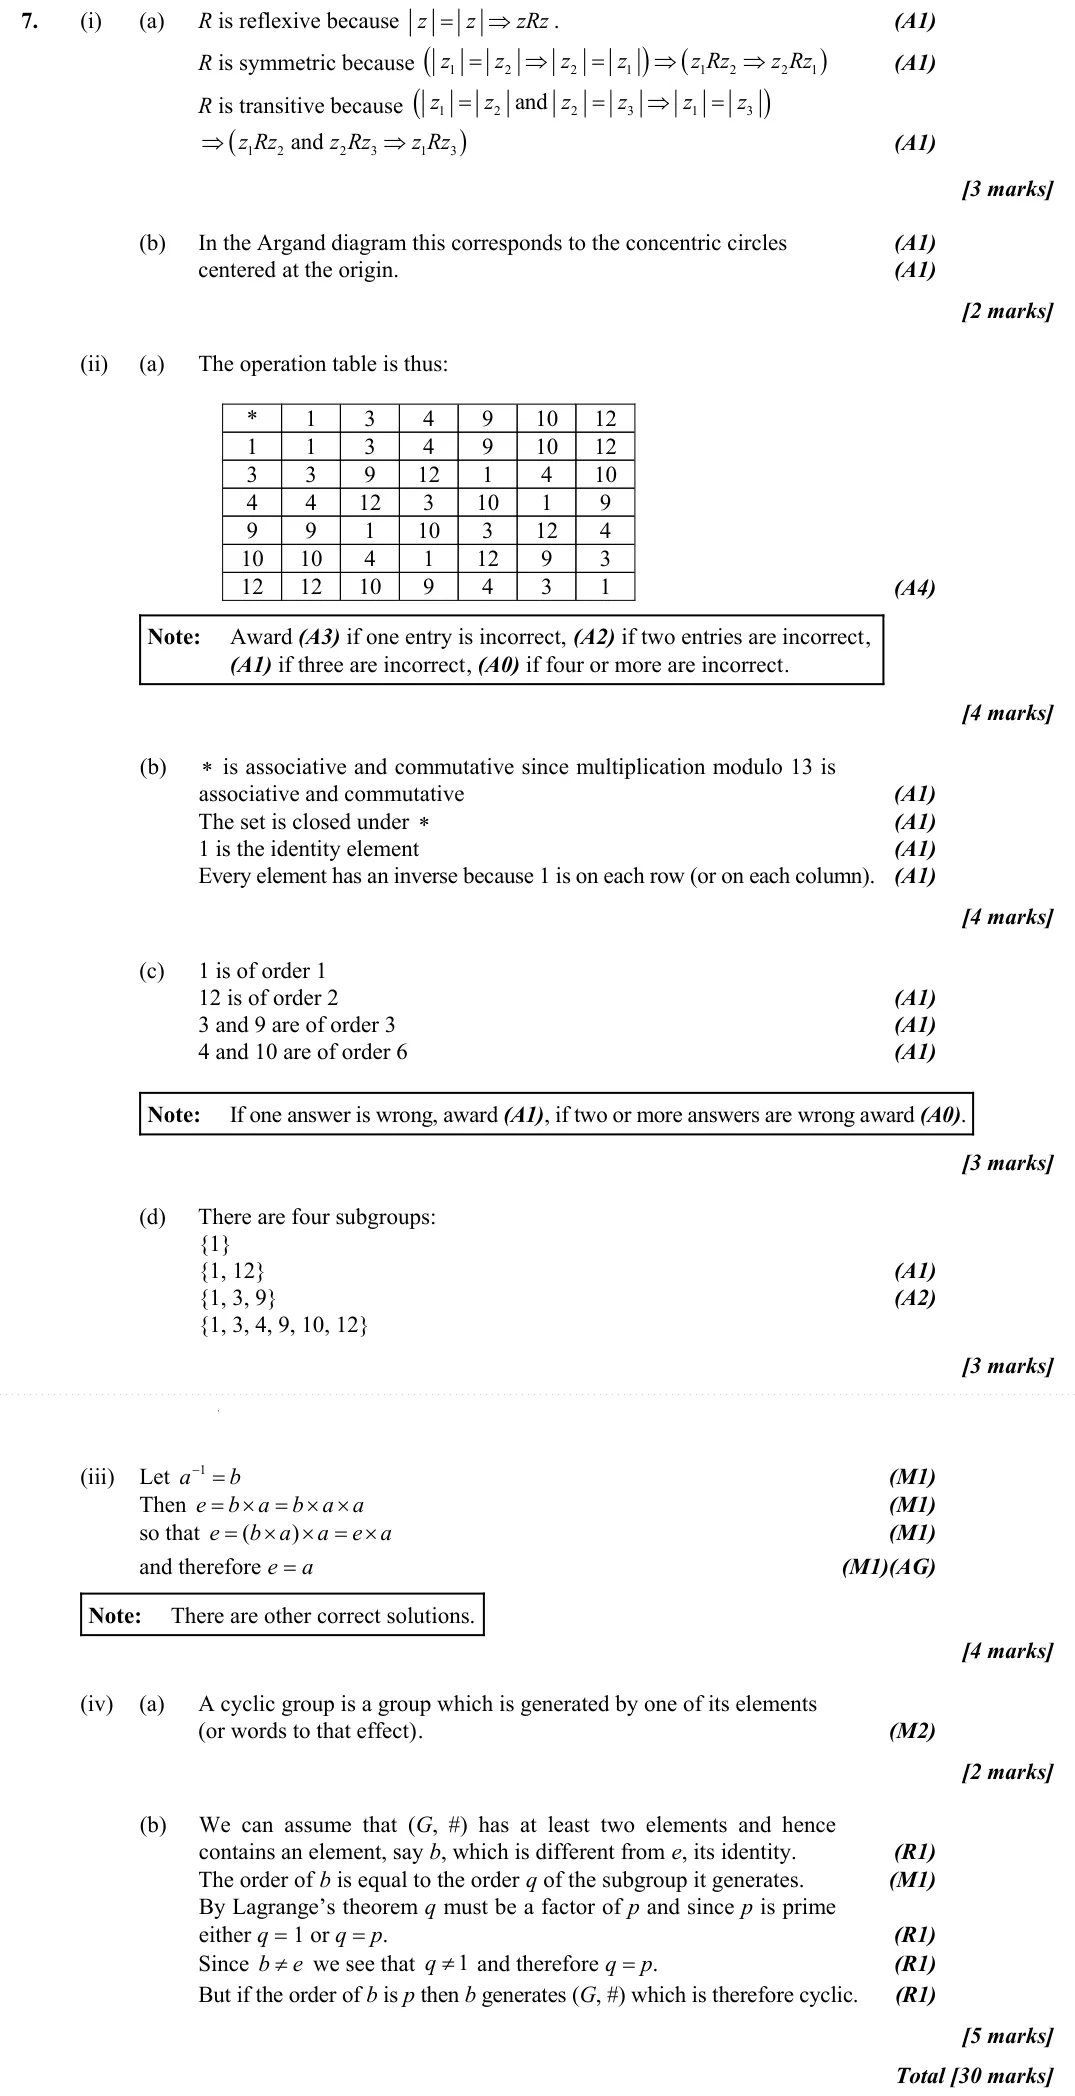 7. (i) (a) R is reflexive because |z| = |z| ⇒ zRz . (A1)
R is symmetric because (|z₁| = |z₂| ⇒ |z₂| = |z₁|) ⇒ (z₁Rz₂ ⇒ z₂Rz₁) (A1)
R is transitive because (|z₁| = |z₂| and |z₂| = |z₃| ⇒ |z₁| = |z₃|)
⇒ (z₁Rz₂ and z₂Rz₃ ⇒ z₁Rz₃) (A1)
[3 marks]
(b) In the Argand diagram this corresponds to the concentric circles (A1)
centered at the origin. (A1)
[2 marks]
(ii) (a) The operation table is thus:
* 1 3 4 9 10 12
1 1 3 4 9 10 12
3 3 9 12 1 4 10
4 4 12 3 10 1 9
9 9 1 10 3 12 4
10 10 4 1 12 9 3
12 12 10 9 4 3 1
(A4)
Note: Award (A3) if one entry is incorrect, (A2) if two entries are incorrect,
(A1) if three are incorrect, (A0) if four or more are incorrect.
[4 marks]
(b) * is associative and commutative since multiplication modulo 13 is
associative and commutative (A1)
The set is closed under * (A1)
1 is the identity element (A1)
Every element has an inverse because 1 is on each row (or on each column). (A1)
[4 marks]
(c) 1 is of order 1
12 is of order 2 (A1)
3 and 9 are of order 3 (A1)
4 and 10 are of order 6 (A1)
Note: If one answer is wrong, award (A1), if two or more answers are wrong award (A0).
[3 marks]
(d) There are four subgroups:
{1}
{1, 12} (A1)
{1, 3, 9} (A2)
{1, 3, 4, 9, 10, 12}
[3 marks]
(iii) Let a⁻¹ = b (M1)
Then e = b × a = b × a × a (M1)
so that e = (b × a) × a = e × a (M1)
and therefore e = a (M1)(AG)
Note: There are other correct solutions.
[4 marks]
(iv) (a) A cyclic group is a group which is generated by one of its elements
(or words to that effect). (M2)
[2 marks]
(b) We can assume that (G, #) has at least two elements and hence
contains an element, say b, which is different from e, its identity. (R1)
The order of b is equal to the order q of the subgroup it generates. (M1)
By Lagrange's theorem q must be a factor of p and since p is prime
either q = 1 or q = p. (R1)
Since b ≠ e we see that q ≠ 1 and therefore q = p. (R1)
But if the order of b is p then b generates (G, #) which is therefore cyclic. (R1)
[5 marks]
Total [30 marks]